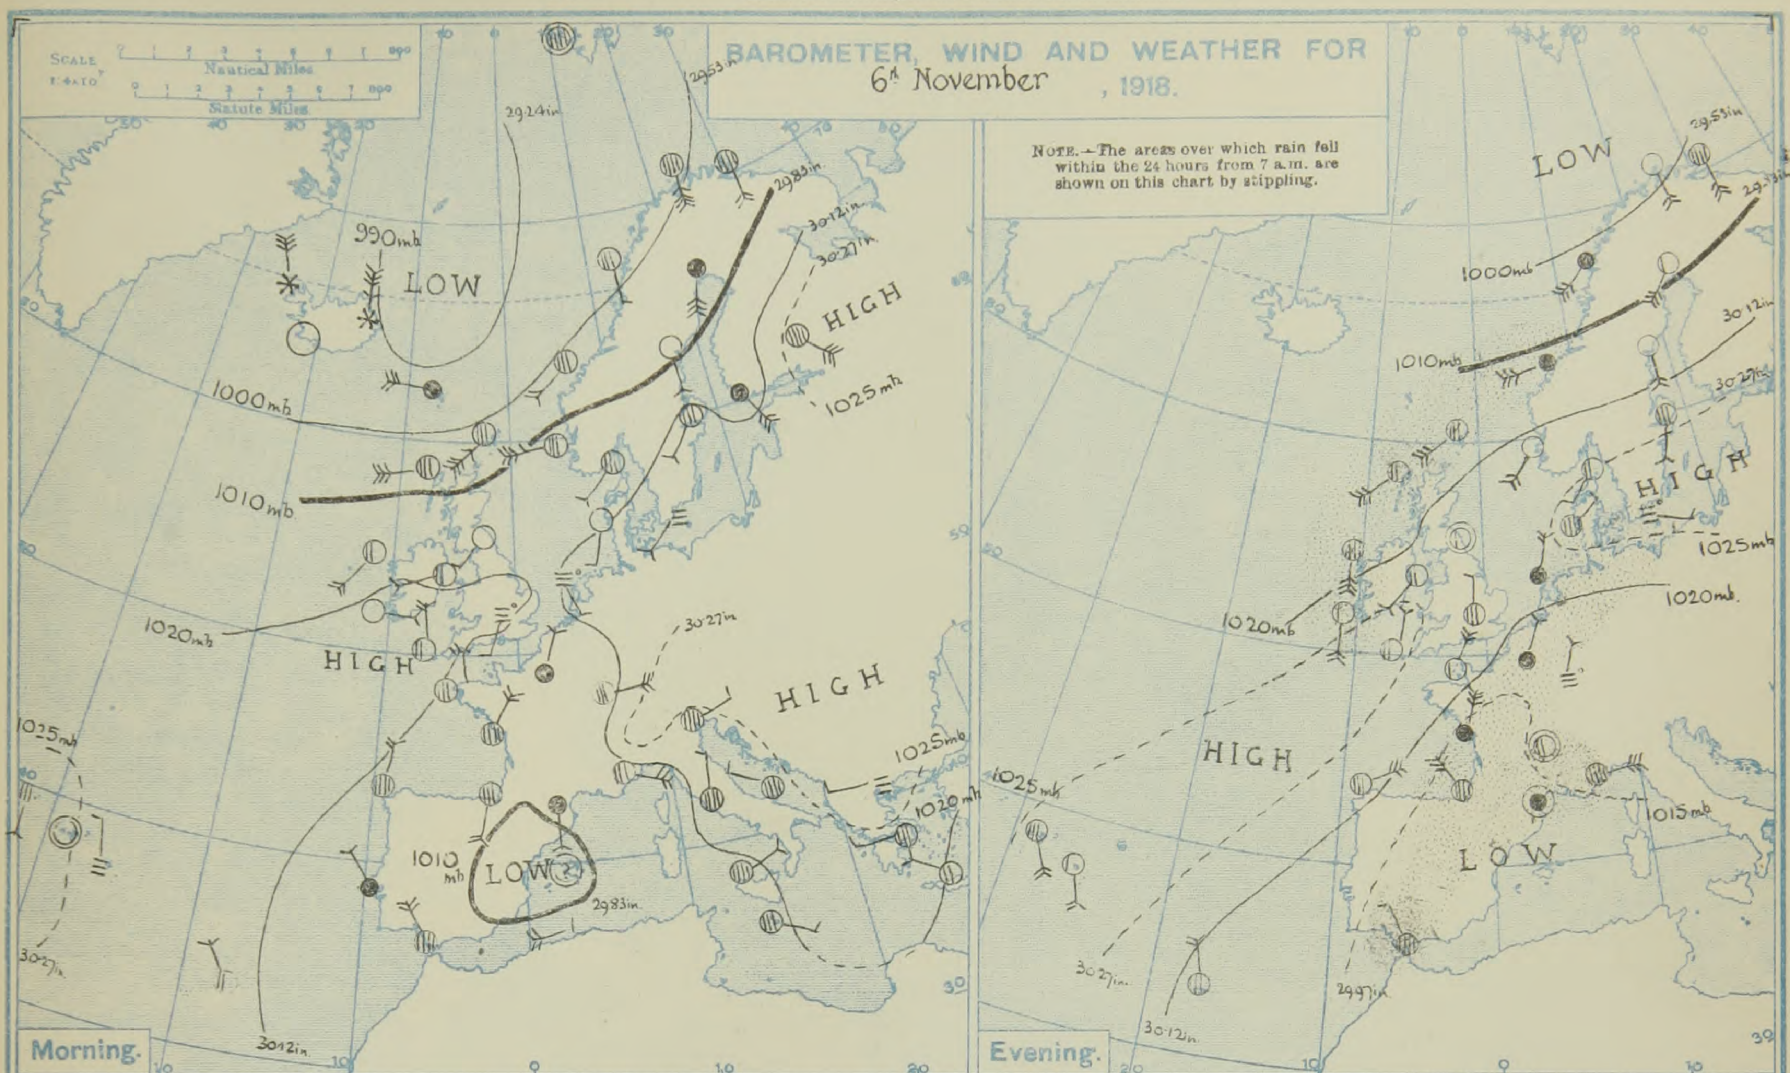 BAROMETER, WIND AND WEATHER FOR
6th November, 1918.
SCALE
Nautical Miles
Statute Miles
NOTE.—The areas over which rain fell
within the 24 hours from 7 a.m. are
shown on this chart by stippling.
29.53in
29.24in
29.83in.
30.12in.
30.27in
990mb
LOW
HIGH
1025mb
1000mb
1010mb
1020mb
HIGH
30.27in
HIGH
1025mb
1025mb
1020mb
1010
mb
LOW
29.83in.
30.27in.
30.12in.
Morning.
LOW
29.53in
1000mb
1010mb
30.12in
30.27in
HIGH
1025mb
1020mb
1020mb.
HIGH
1025mb
1015mb
LOW
30.27in.
29.97in
30.12in.
Evening.